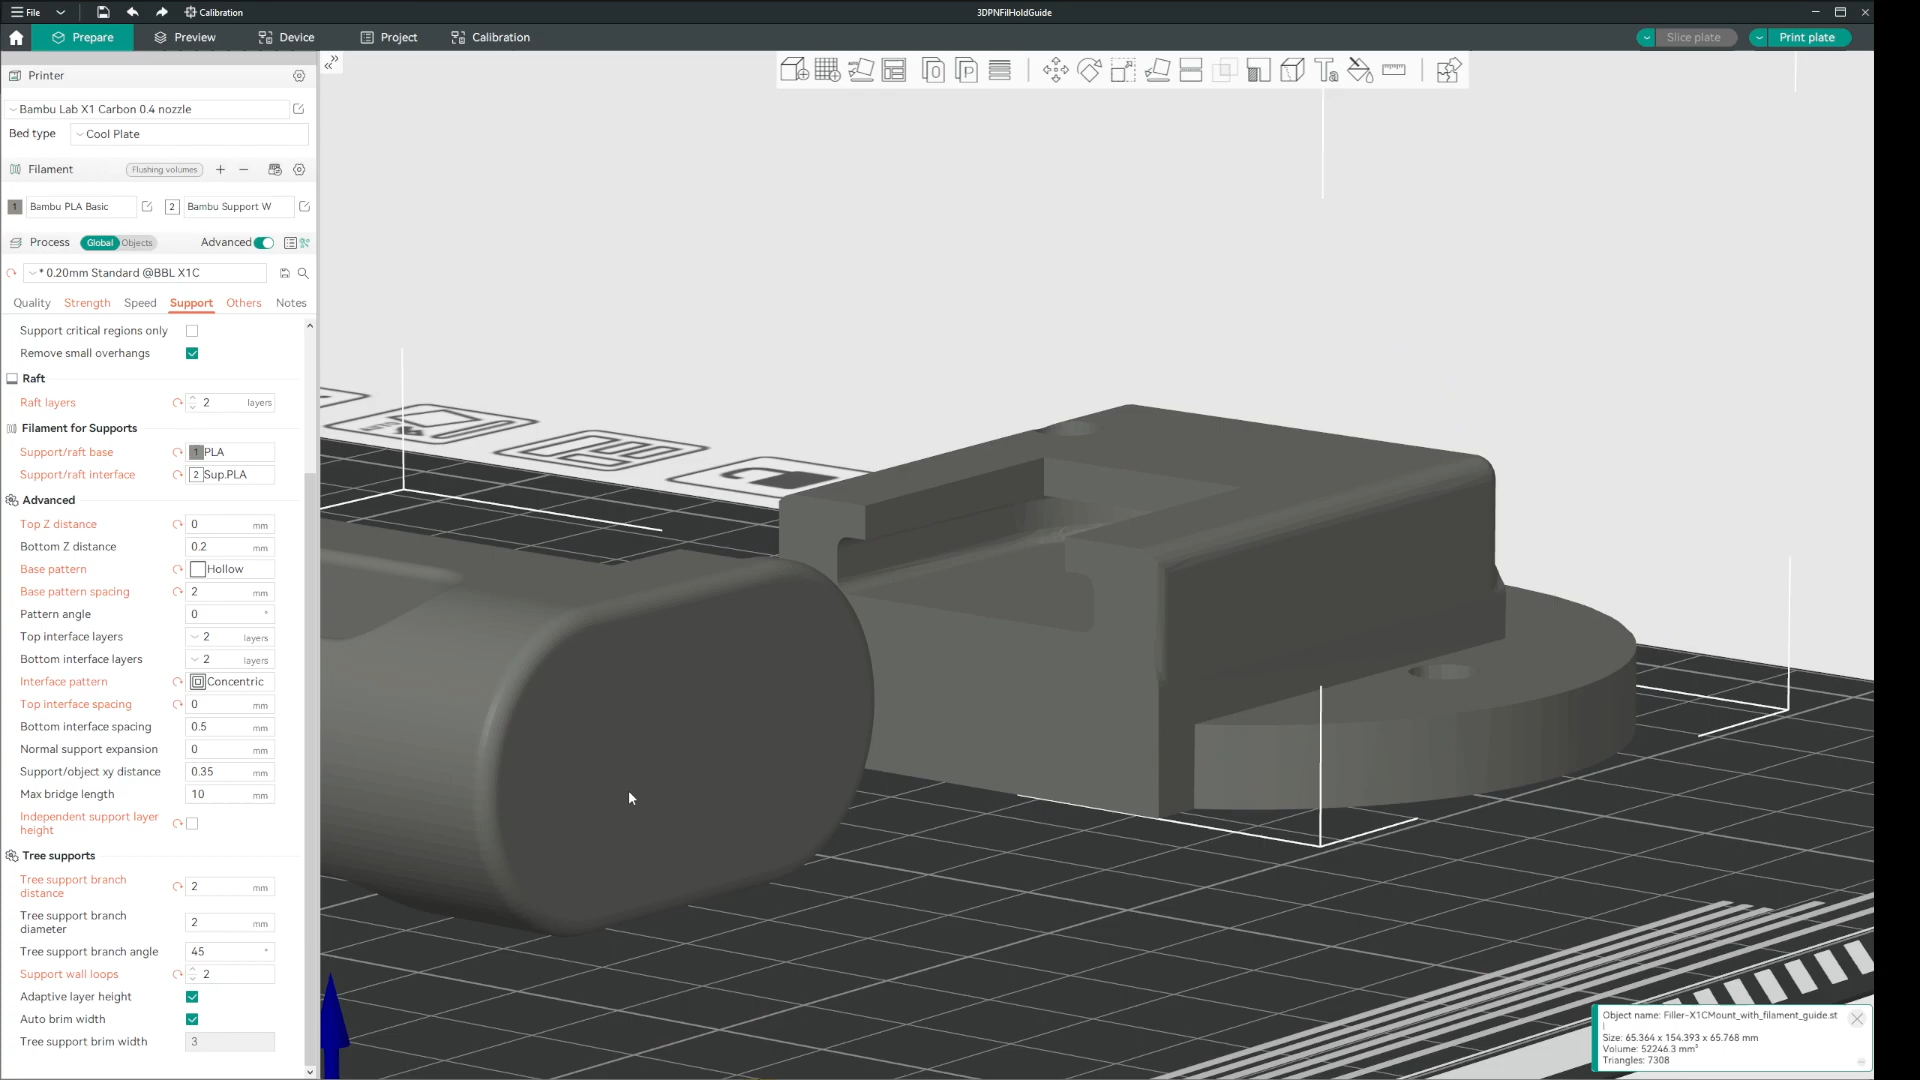 File
Calibration
3DPNFilHoldGuide
Prepare
Preview
Device
Project
Calibration
Slice plate
Print plate
Printer
Bambu Lab X1 Carbon 0.4 nozzle
Bed type
Cool Plate
Filament
Flushing volumes
1
Bambu PLA Basic
2
Bambu Support W
Process
Global
Objects
Advanced
* 0.20mm Standard @BBL X1C
Quality
Strength
Speed
Support
Others
Notes
Support critical regions only
Remove small overhangs
Raft
Raft layers 2 layers
Filament for Supports
Support/raft base 1 PLA
Support/raft interface 2 Sup.PLA
Advanced
Top Z distance 0 mm
Bottom Z distance 0.2 mm
Base pattern Hollow
Base pattern spacing 2 mm
Pattern angle 0 °
Top interface layers 2 layers
Bottom interface layers 2 layers
Interface pattern Concentric
Top interface spacing 0 mm
Bottom interface spacing 0.5 mm
Normal support expansion 0 mm
Support/object xy distance 0.35 mm
Max bridge length 10 mm
Independent support layer
height
Tree supports
Tree support branch
distance 2 mm
Tree support branch
diameter 2 mm
Tree support branch angle 45 °
Support wall loops 2
Adaptive layer height
Auto brim width
Tree support brim width 3
Object name: Filler-X1CMount_with_filament_guide.st
l
Size: 65.364 x 154.393 x 65.768 mm
Volume: 52246.3 mm³
Triangles: 7308